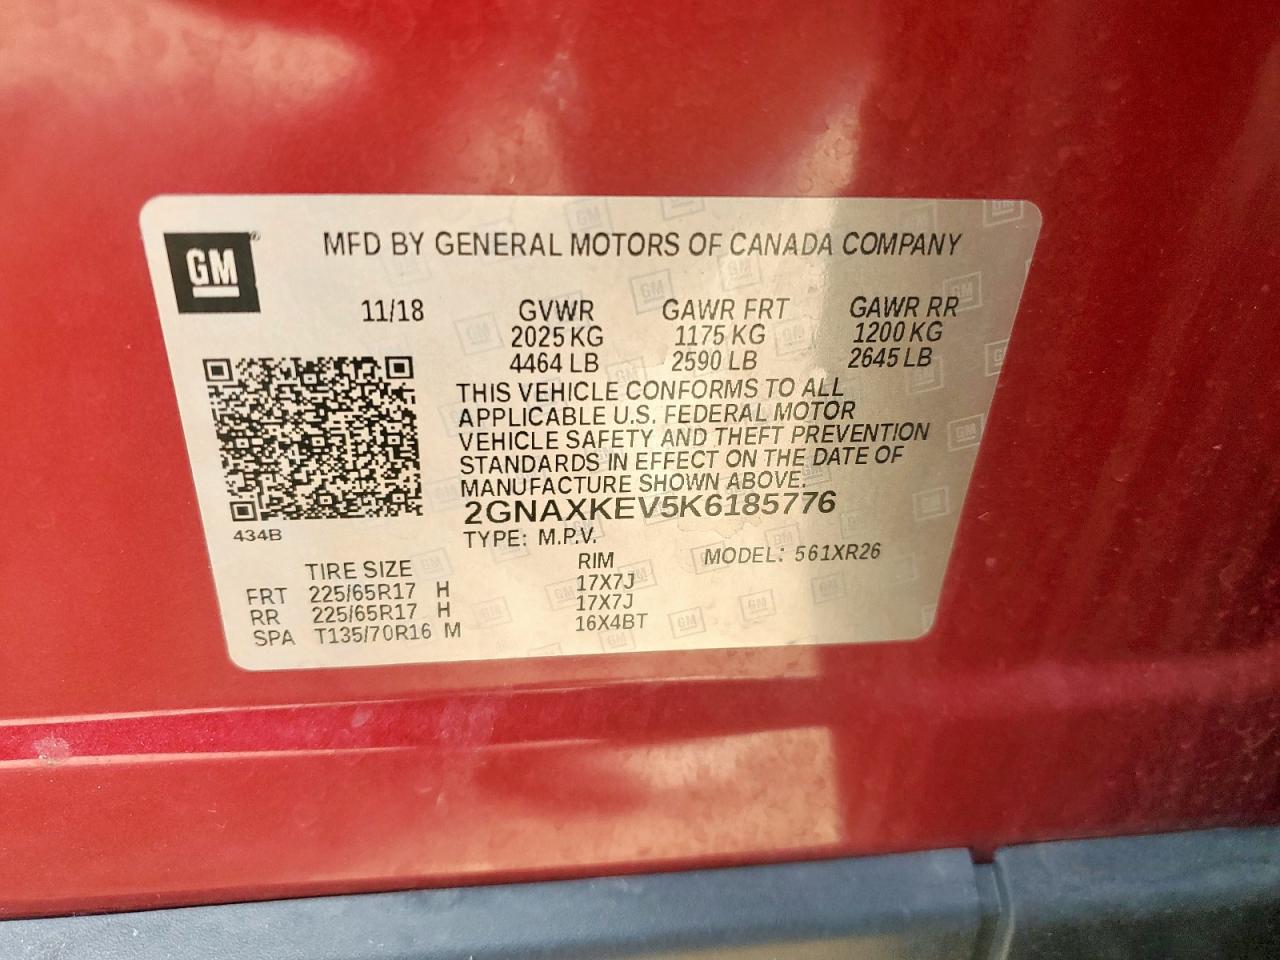 GM®
MFD BY GENERAL MOTORS OF CANADA COMPANY
11/18 GVWR GAWR FRT GAWR RR
2025 KG 1175 KG 1200 KG
4464 LB 2590 LB 2645 LB
THIS VEHICLE CONFORMS TO ALL
APPLICABLE U.S. FEDERAL MOTOR
VEHICLE SAFETY AND THEFT PREVENTION
STANDARDS IN EFFECT ON THE DATE OF
MANUFACTURE SHOWN ABOVE.
2GNAXKEV5K6185776
434B
TYPE: M.P.V.
MODEL: 561XR26
TIRE SIZE RIM
FRT 225/65R17 H 17X7J
RR 225/65R17 H 17X7J
SPA T135/70R16 M 16X4BT